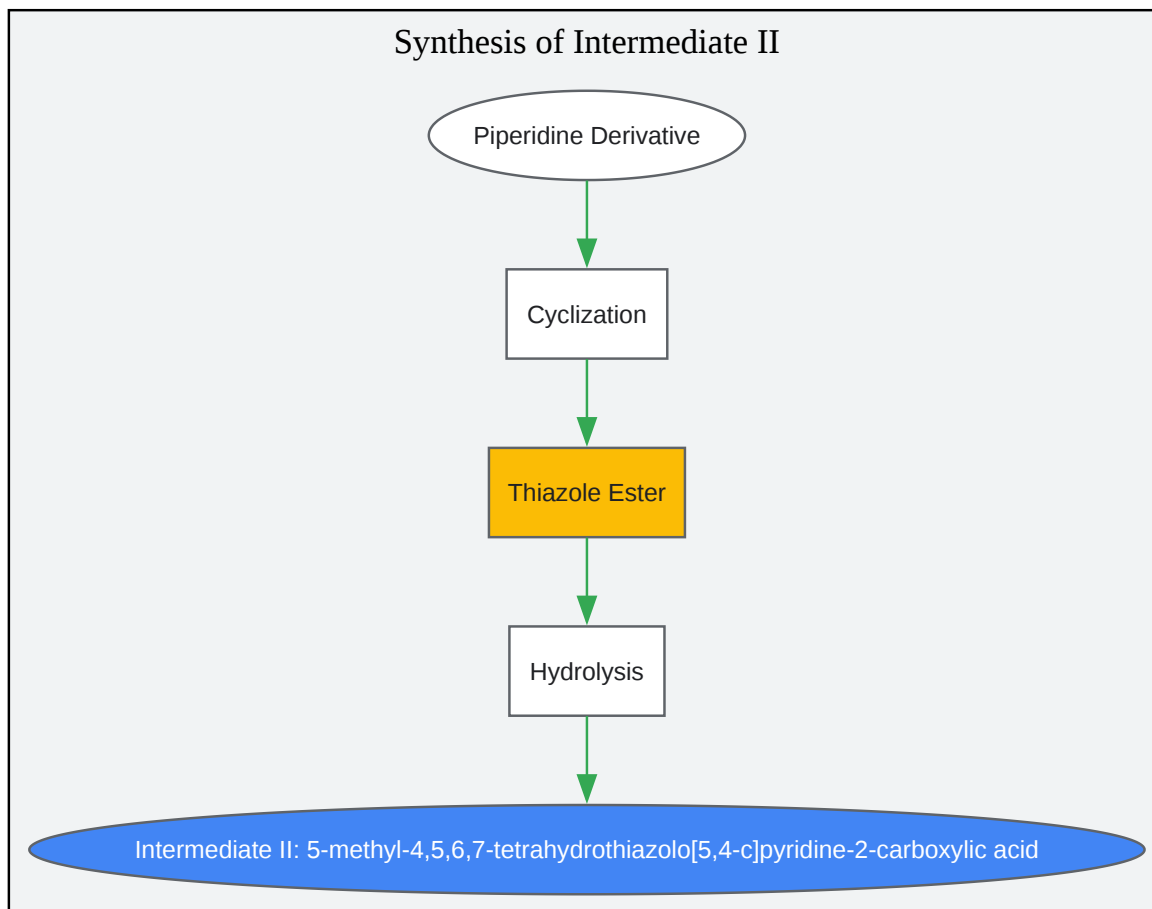 Synthesis of Intermediate II
Piperidine Derivative
Cyclization
Thiazole Ester
Hydrolysis
Intermediate II: 5-methyl-4,5,6,7-tetrahydrothiazolo[5,4-c]pyridine-2-carboxylic acid